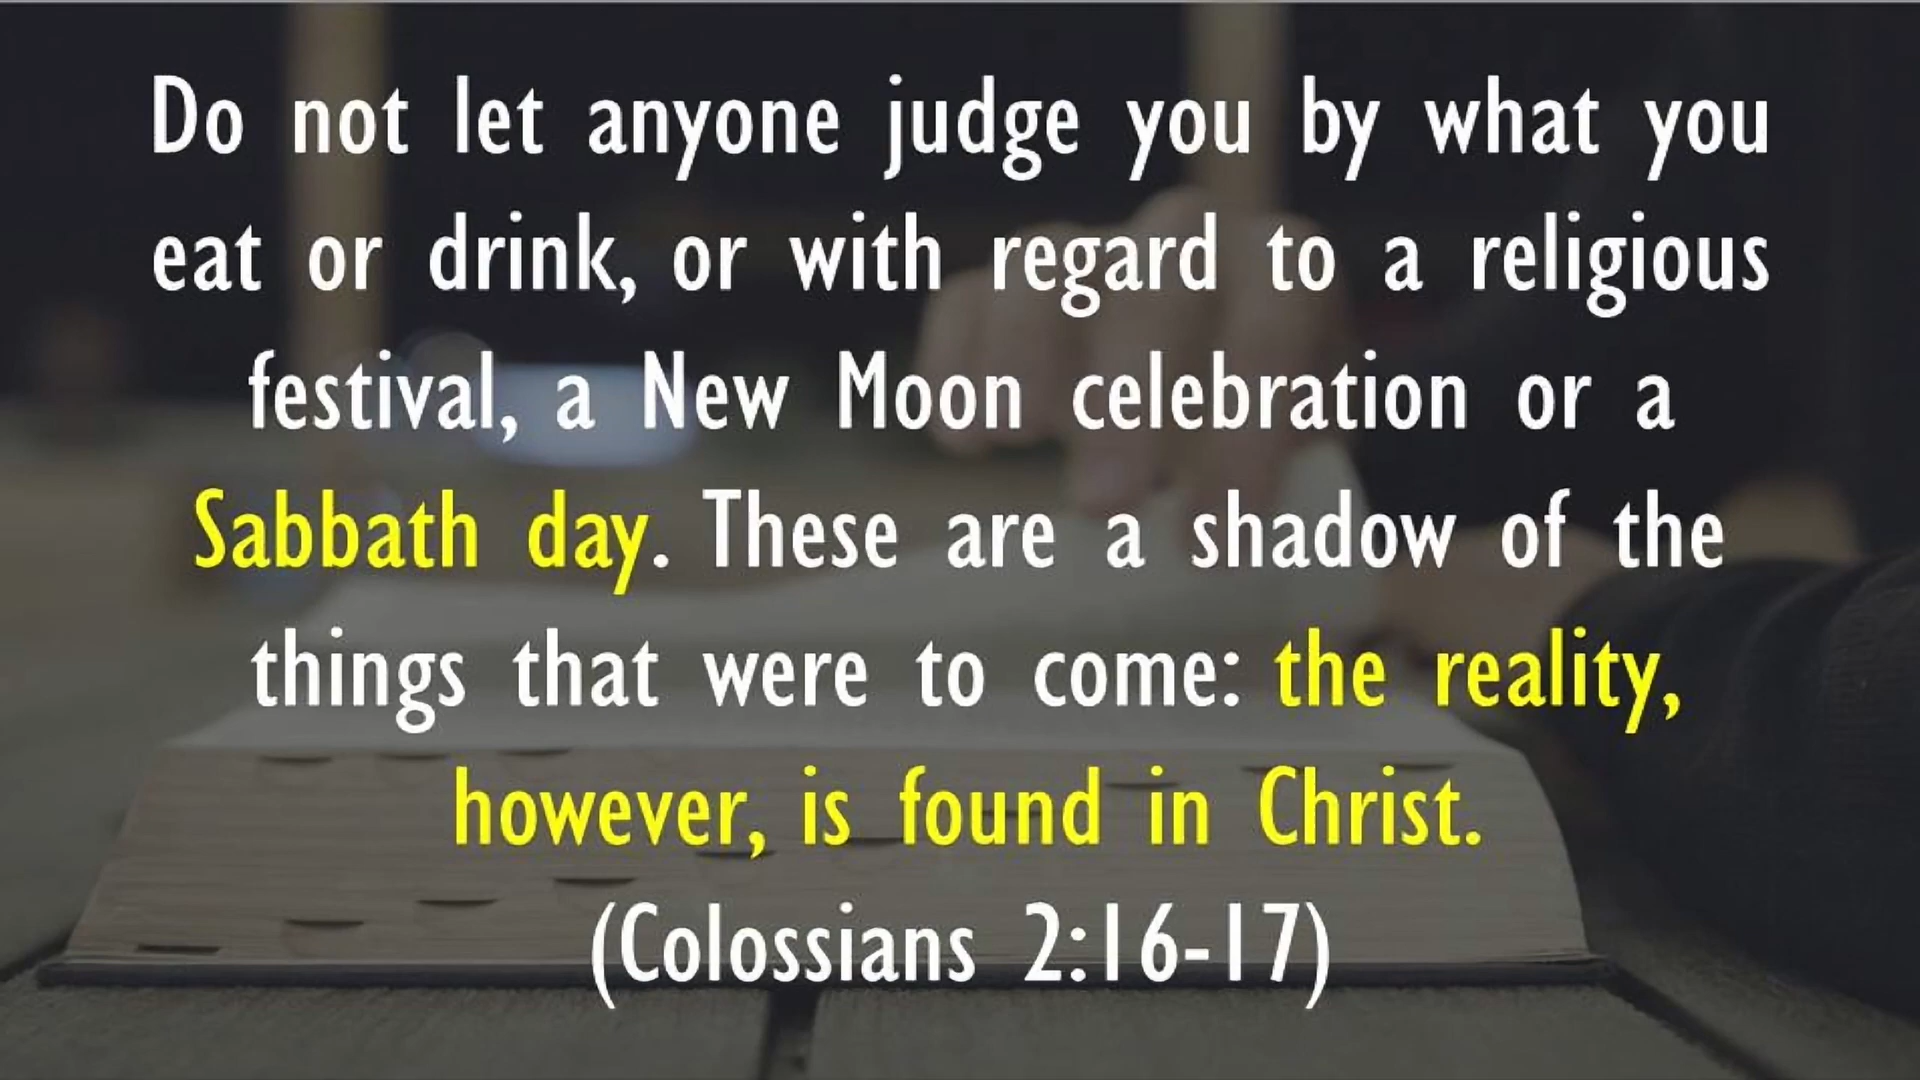 Do not let anyone judge you by what you
eat or drink, or with regard to a religious
festival, a New Moon celebration or a
Sabbath day. These are a shadow of the
things that were to come: the reality,
however, is found in Christ.
(Colossians 2:16-17)